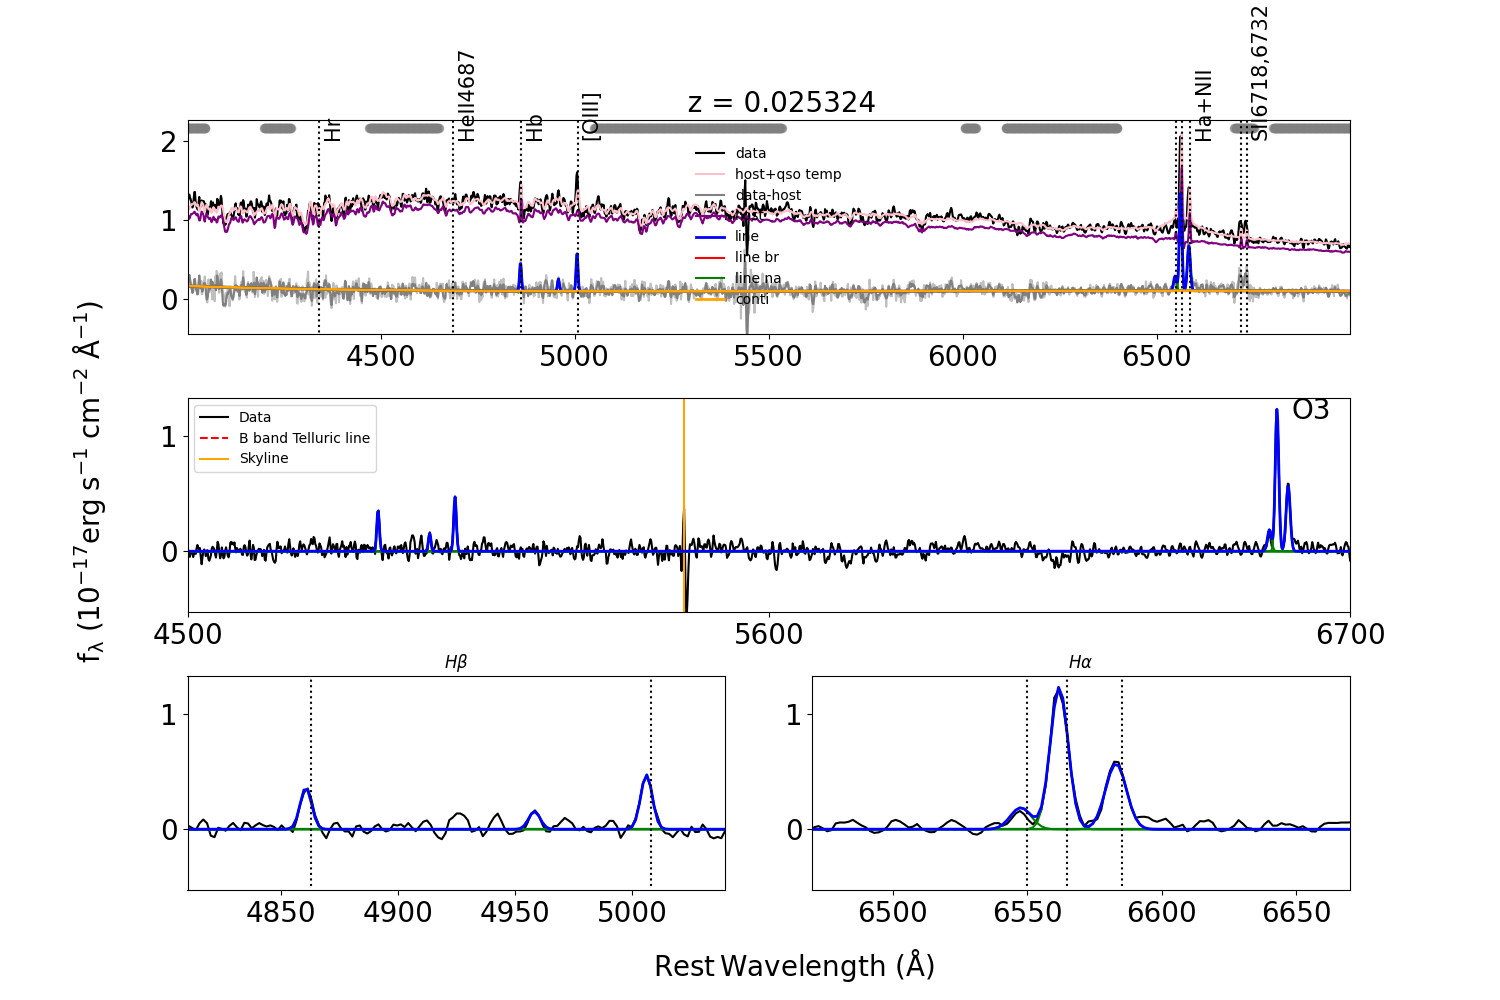 z = 0.025324
Hr
HeII4687
Hb
[OIII]
Ha+NII
SII6718,6732
2
1
0
data
host+qso temp
data-host
line
line br
line na
conti
4500 5000 5500 6000 6500
f_λ (10⁻¹⁷erg s⁻¹ cm⁻² Å⁻¹)
Data
B band Telluric line
Skyline
O3
1
0
4500 5600 6700
Hβ
1
0
4850 4900 4950 5000
Hα
1
0
6500 6550 6600 6650
Rest Wavelength (Å)